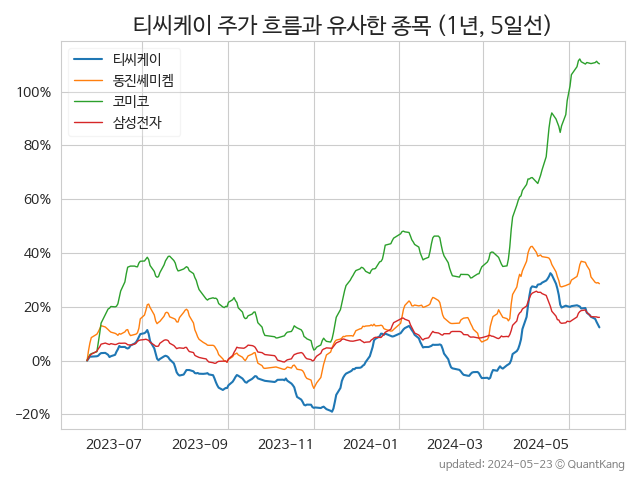 티씨케이 주가 흐름과 유사한 종목 (1년, 5일선)
티씨케이
동진쎄미켐
코미코
삼성전자
100%
80%
60%
40%
20%
0%
−20%
2023-07 2023-09 2023-11 2024-01 2024-03 2024-05
updated: 2024-05-23 © QuantKang